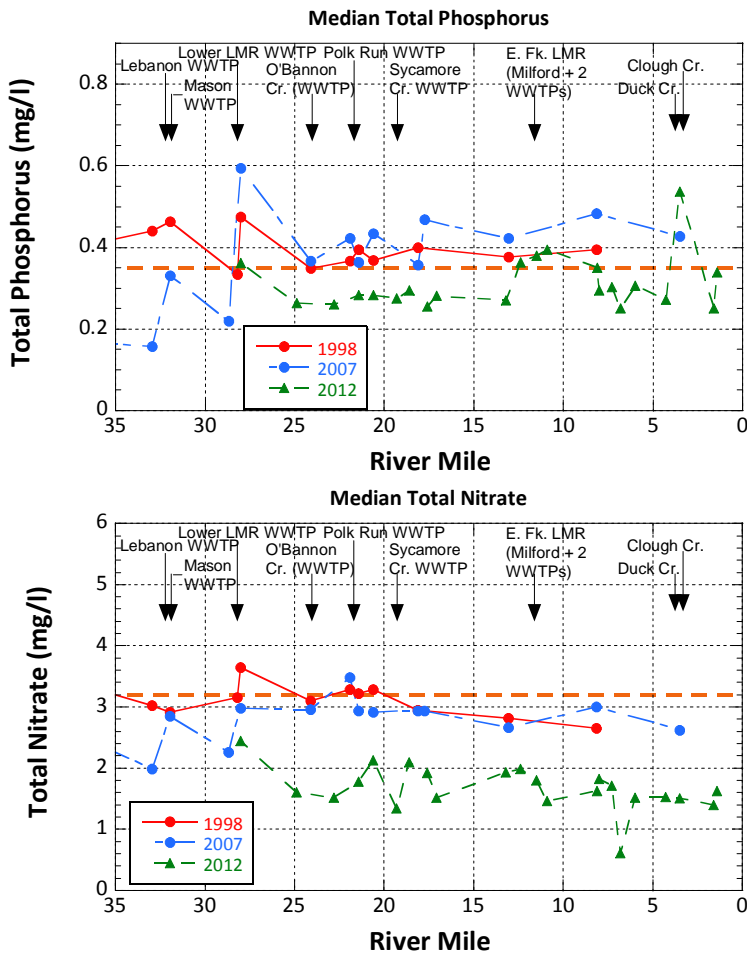 Median Total Phosphorus
Total Phosphorus (mg/l)
0.8
0.6
0.4
0.2
0
Lower LMR WWTP Polk Run WWTP
Lebanon WWTP
_Mason
WWTP
O'Bannon
Cr. (WWTP)
Sycamore
Cr. WWTP
E. Fk. LMR
(Milford + 2
WWTPs)
Clough Cr.
Duck Cr.
1998
2007
2012
35 30 25 20 15 10 5 0
River Mile
Median Total Nitrate
Total Nitrate (mg/l)
6
5
4
3
2
1
0
Lower LMR WWTP Polk Run WWTP
Lebanon WWTP
_Mason
WWTP
O'Bannon
Cr. (WWTP)
Sycamore
Cr. WWTP
E. Fk. LMR
(Milford + 2
WWTPs)
Clough Cr.
Duck Cr.
1998
2007
2012
35 30 25 20 15 10 5 0
River Mile